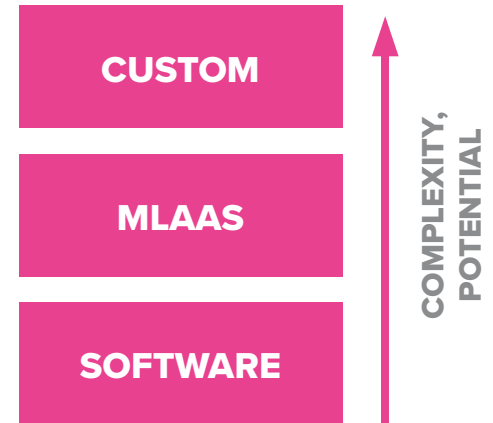 CUSTOM
MLAAS
SOFTWARE
COMPLEXITY,
POTENTIAL